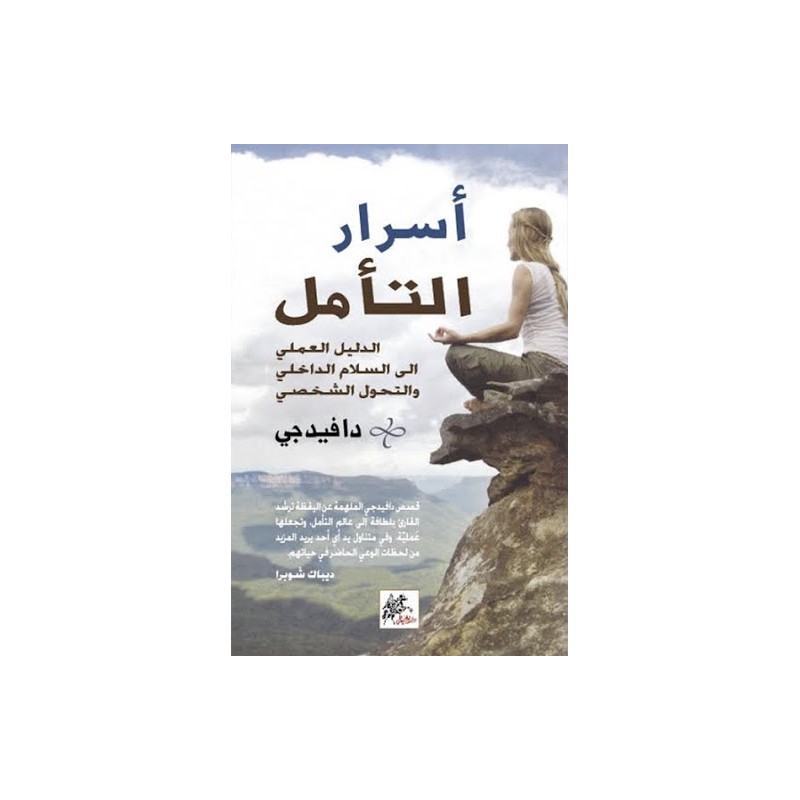 أسرار
التأمل
الدليل العملي
الى السلام الداخلي
والتحول الشخصي
دافيدجي
قصص دافيدجي الملهمة عن اليقظة ترشد
القارئ بلطافة إلى عالم التأمل، وتجعلها
عمليّة، وفي متناول يد أي أحد يريد المزيد
من لحظات الوعي الحاضر في حياتهم.
ديباك شوبرا